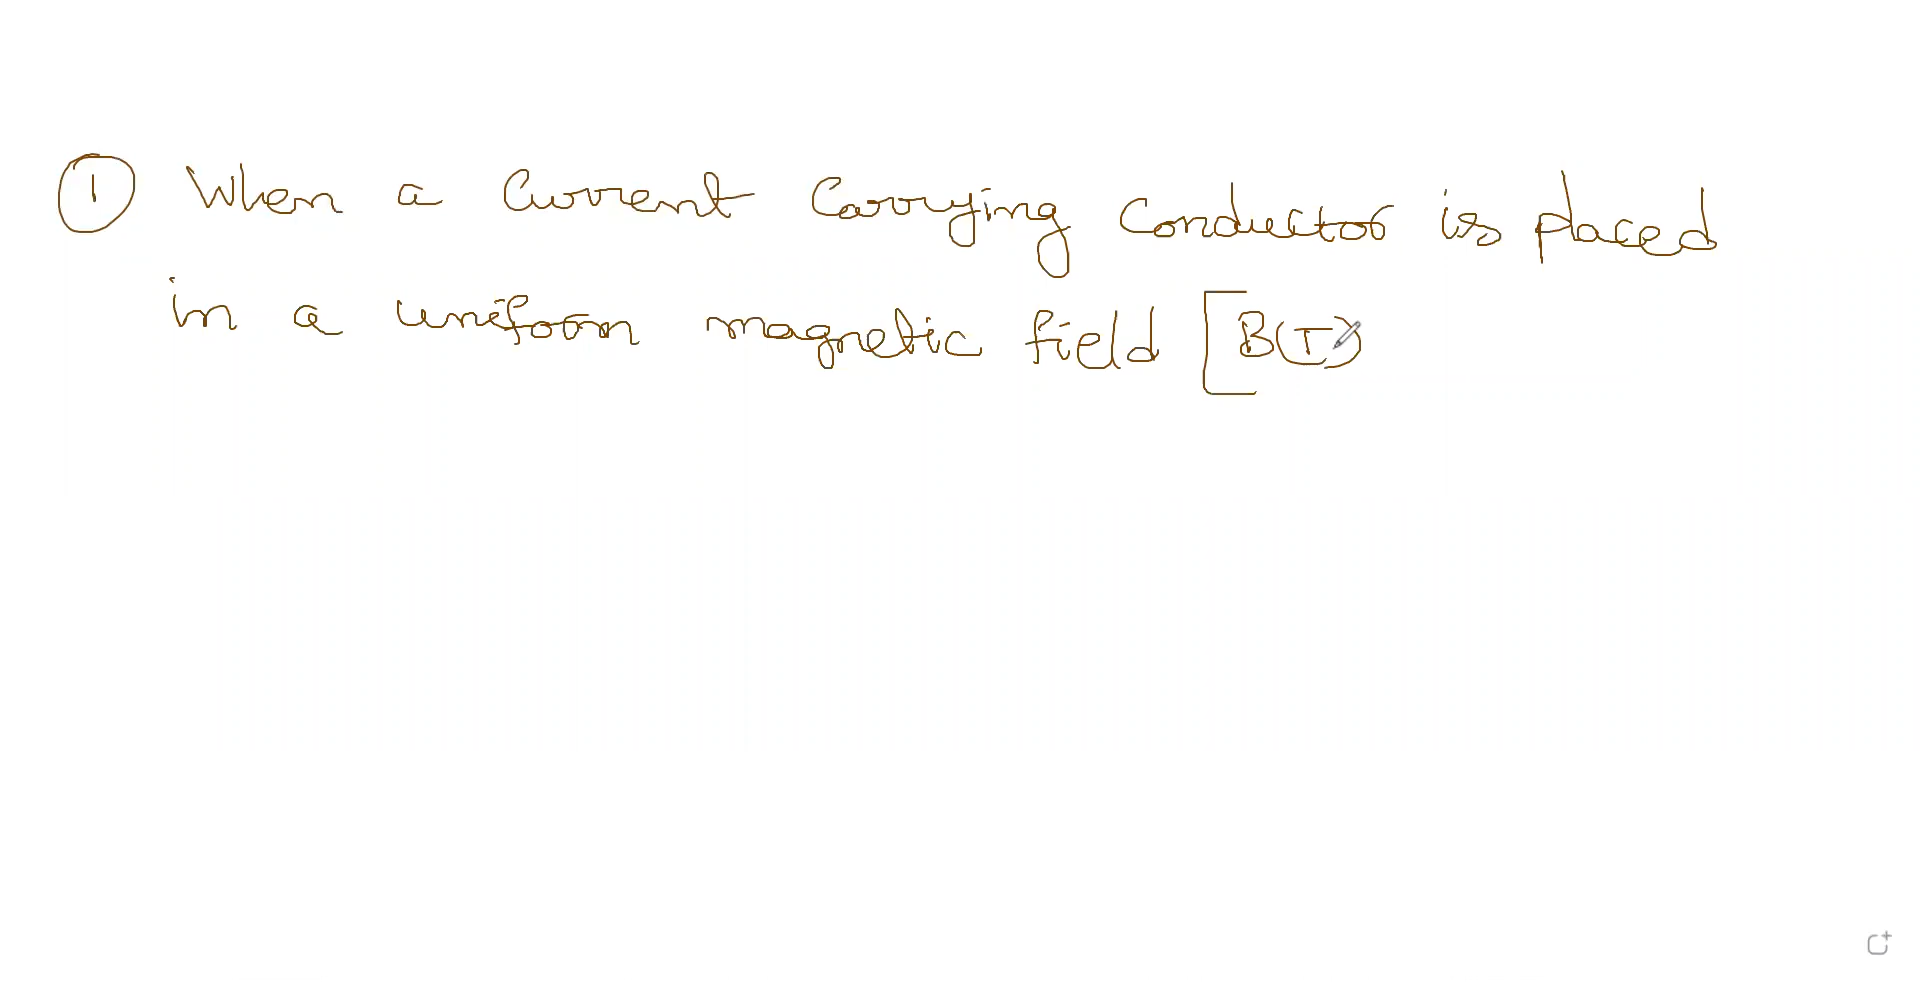 ① When a Current Carrying Conductor is placed
in a uniform magnetic field [B(T)